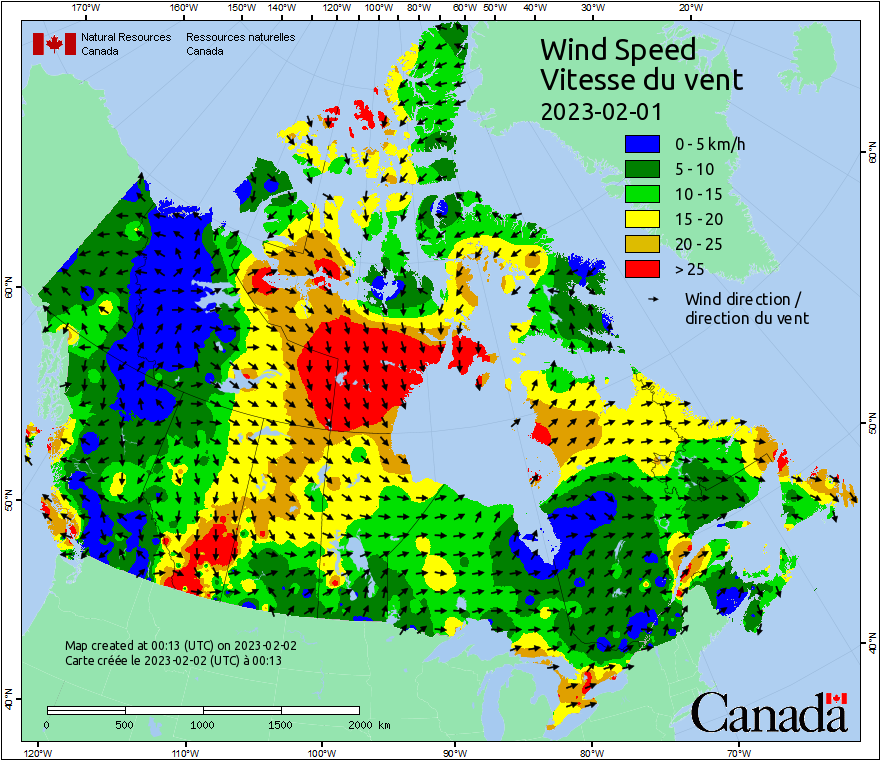 170°W 160°W 150°W 140°W 120°W 110°W 100°W 80°W 60°W 50°W 40°W 30°W 20°W
Natural Resources Ressources naturelles
Canada Canada
Wind Speed
Vitesse du vent
2023-02-01
0 - 5 km/h
5 - 10
10 - 15
15 - 20
20 - 25
> 25
Wind direction /
direction du vent
60°N 60°N
50°N 50°N
40°N 40°N
Map created at 00:13 (UTC) on 2023-02-02
Carte créée le 2023-02-02 (UTC) à 00:13
0 500 1000 1500 2000 km
Canada
120°W 110°W 100°W 90°W 80°W 70°W